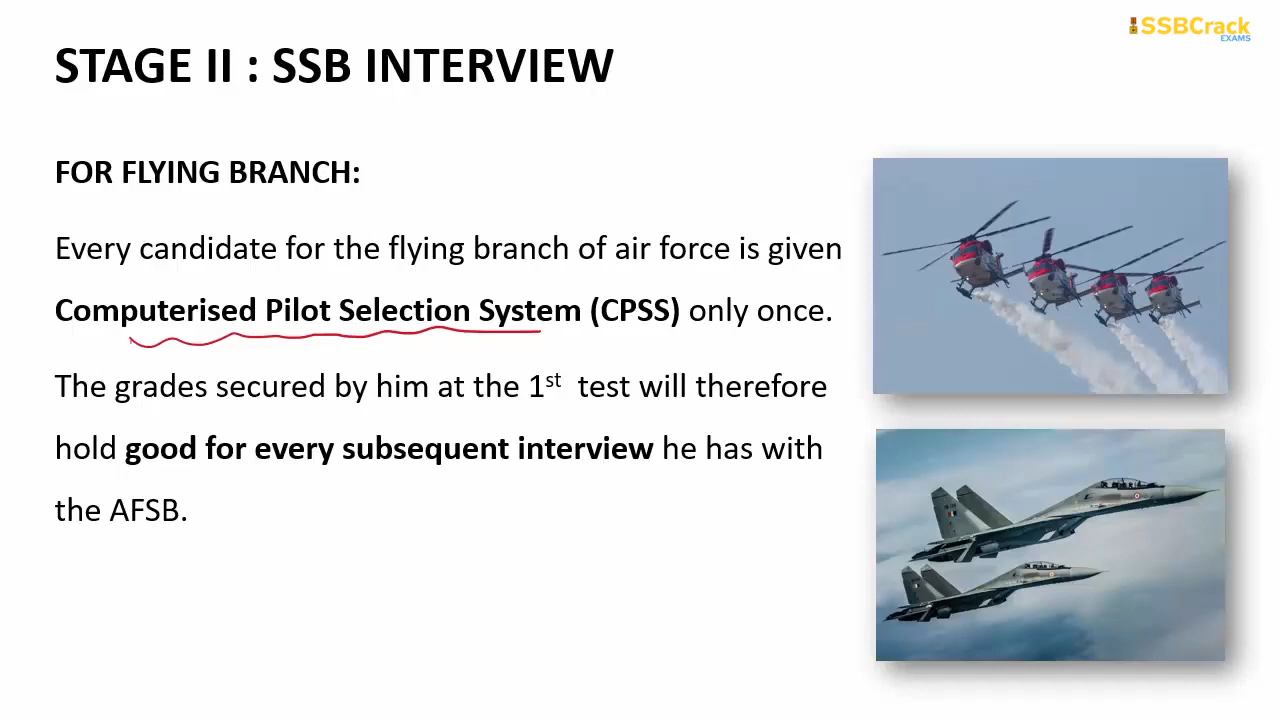 SSBCrack
EXAMS
STAGE II : SSB INTERVIEW
FOR FLYING BRANCH:
Every candidate for the flying branch of air force is given
Computerised Pilot Selection System (CPSS) only once.
The grades secured by him at the 1st test will therefore
hold good for every subsequent interview he has with
the AFSB.